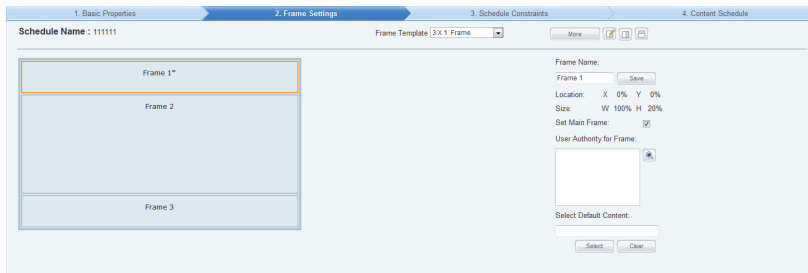 1. Basic Properties 2. Frame Settings 3. Schedule Constraints 4. Content Schedule
Schedule Name : 111111 Frame Template 3 X 1 Frame More
Frame 1*
Frame 2
Frame 3
Frame Name:
Frame 1 Save
Location: X 0% Y 0%
Size: W 100% H 20%
Set Main Frame:
User Authority for Frame:
Select Default Content:
Select Clear